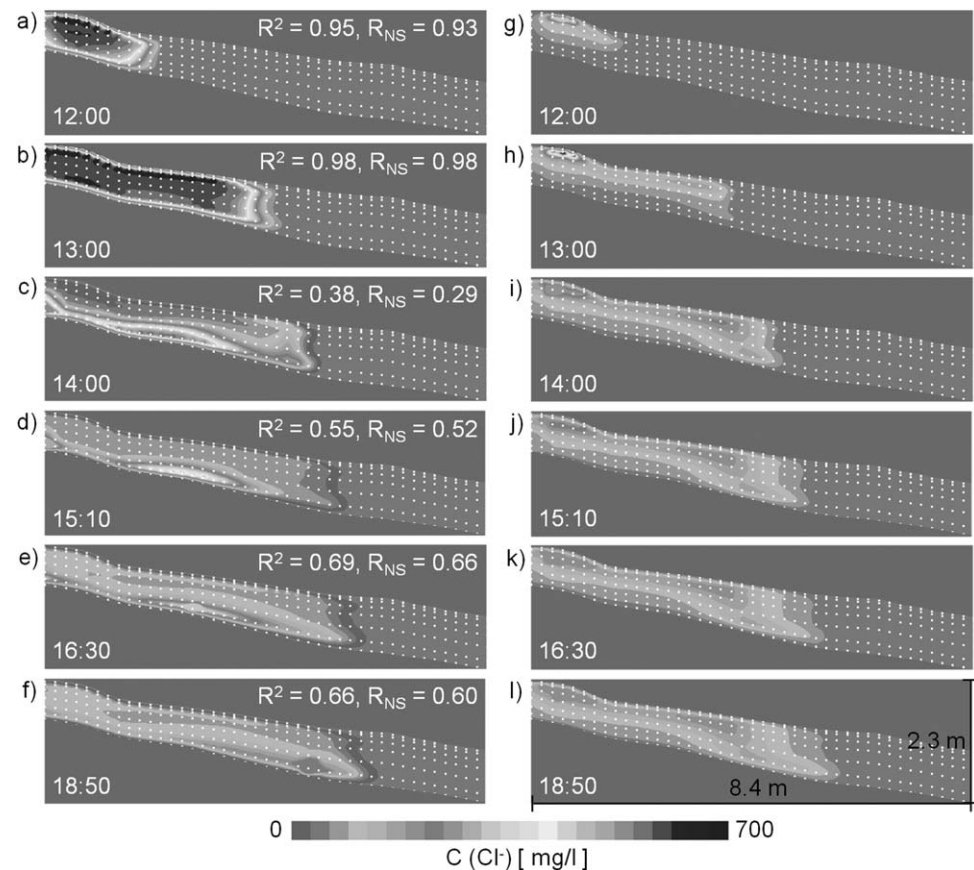 a) R² = 0.95, R_NS = 0.93
12:00
b) R² = 0.98, R_NS = 0.98
13:00
c) R² = 0.38, R_NS = 0.29
14:00
d) R² = 0.55, R_NS = 0.52
15:10
e) R² = 0.69, R_NS = 0.66
16:30
f) R² = 0.66, R_NS = 0.60
18:50
g)
12:00
h)
13:00
i)
14:00
j)
15:10
k)
16:30
l)
2.3 m
18:50
8.4 m
0 700
C (Cl⁻) [ mg/l ]